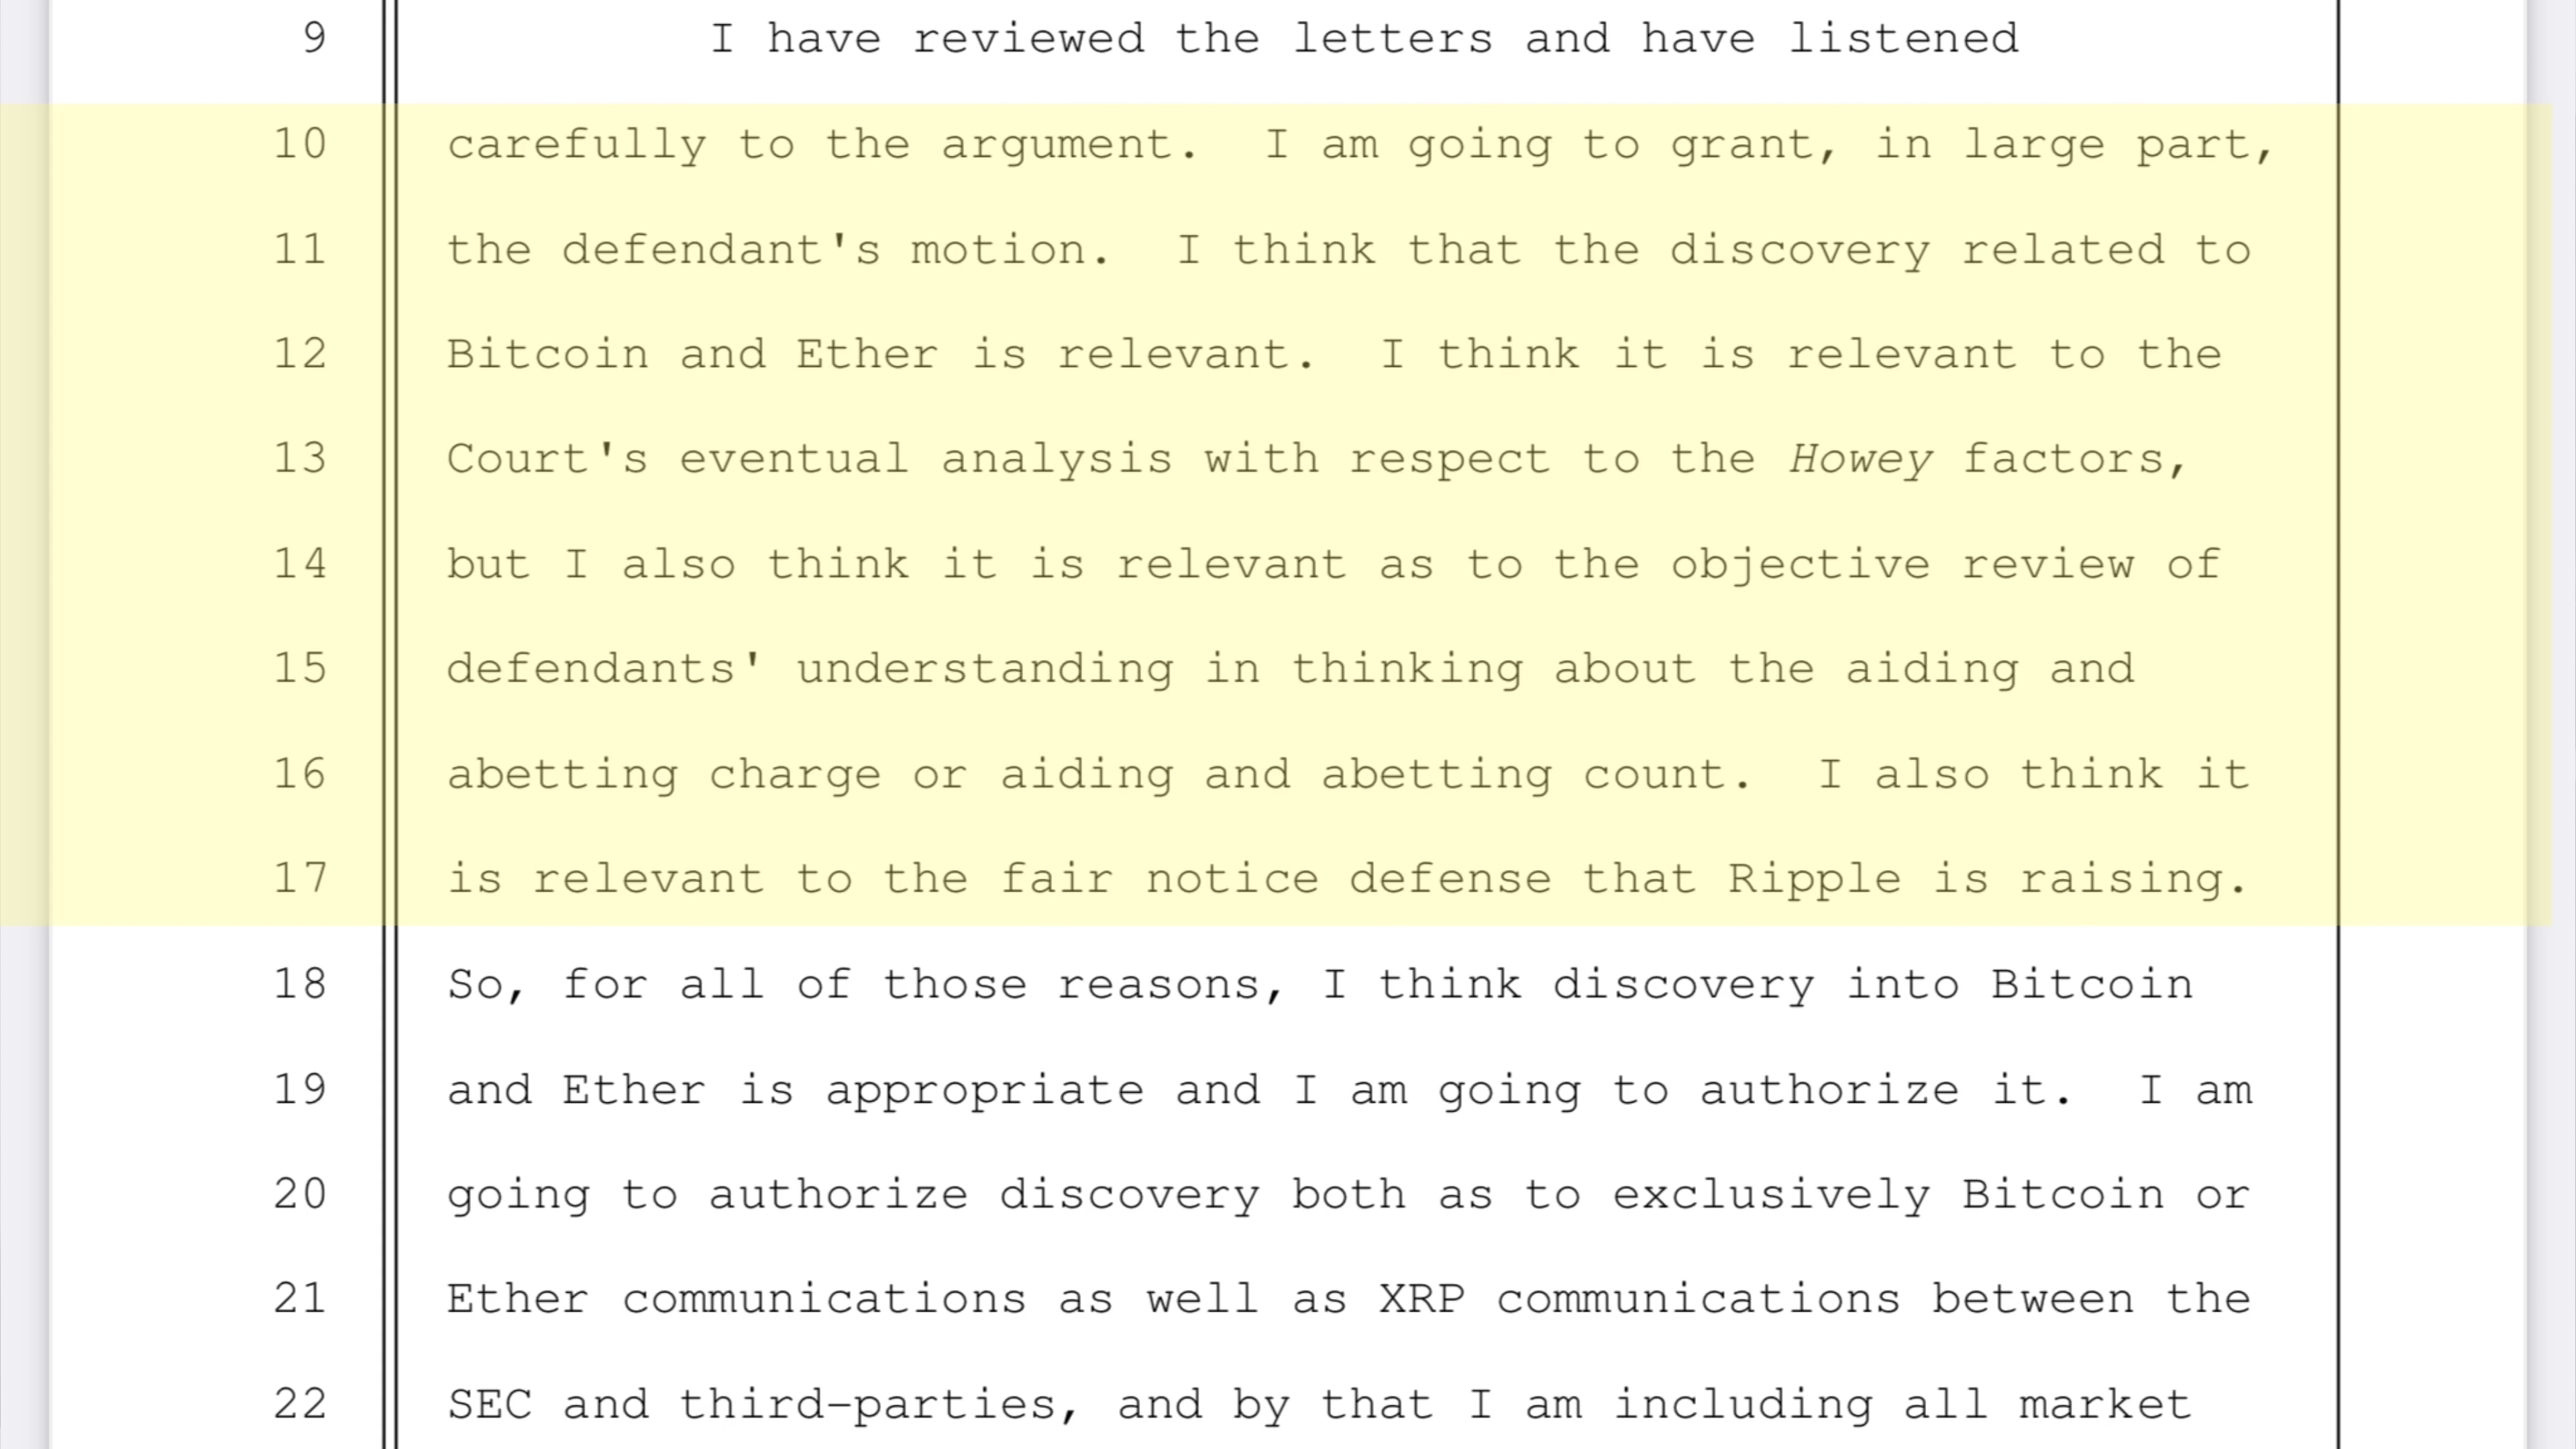 9 I have reviewed the letters and have listened
10 carefully to the argument.  I am going to grant, in large part,
11 the defendant's motion.  I think that the discovery related to
12 Bitcoin and Ether is relevant.  I think it is relevant to the
13 Court's eventual analysis with respect to the Howey factors,
14 but I also think it is relevant as to the objective review of
15 defendants' understanding in thinking about the aiding and
16 abetting charge or aiding and abetting count.  I also think it
17 is relevant to the fair notice defense that Ripple is raising.
18 So, for all of those reasons, I think discovery into Bitcoin
19 and Ether is appropriate and I am going to authorize it.  I am
20 going to authorize discovery both as to exclusively Bitcoin or
21 Ether communications as well as XRP communications between the
22 SEC and third-parties, and by that I am including all market